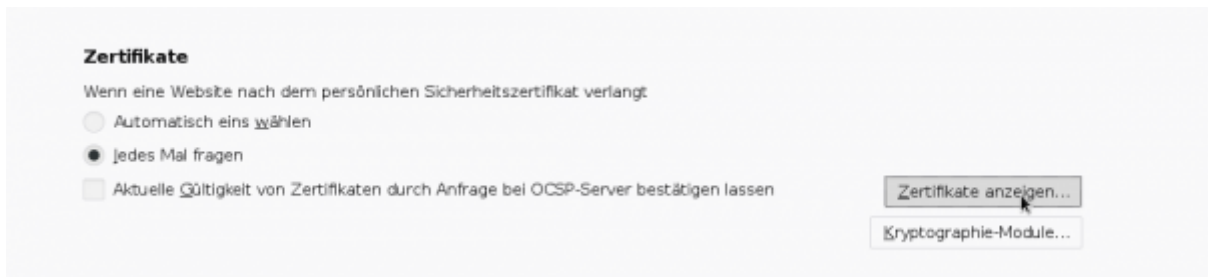 Zertifikate
Wenn eine Website nach dem persönlichen Sicherheitszertifikat verlangt
Automatisch eins wählen
Jedes Mal fragen
Aktuelle Gültigkeit von Zertifikaten durch Anfrage bei OCSP-Server bestätigen lassen
Zertifikate anzeigen...
Kryptographie-Module...